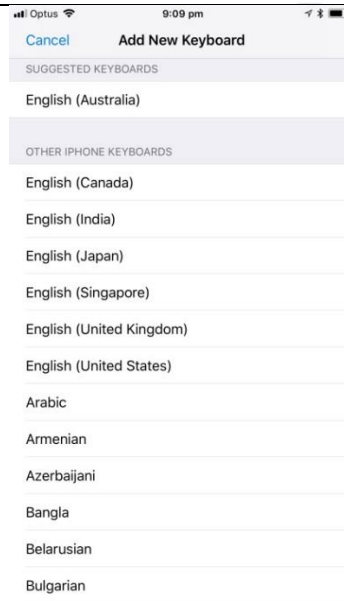 Optus 9:09 pm
Cancel Add New Keyboard
SUGGESTED KEYBOARDS
English (Australia)
OTHER IPHONE KEYBOARDS
English (Canada)
English (India)
English (Japan)
English (Singapore)
English (United Kingdom)
English (United States)
Arabic
Armenian
Azerbaijani
Bangla
Belarusian
Bulgarian